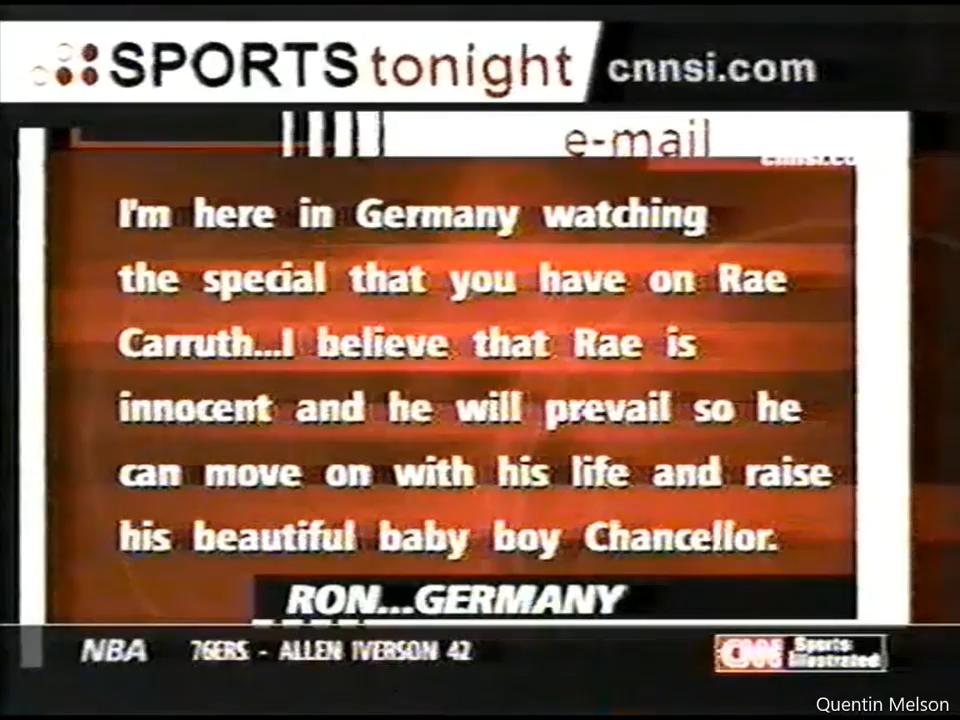 SPORTS tonight cnnsi.com
e-mail
cnnsi.co
I'm here in Germany watching
the special that you have on Rae
Carruth...I believe that Rae is
innocent and he will prevail so he
can move on with his life and raise
his beautiful baby boy Chancellor.
RON...GERMANY
NBA 76ERS - ALLEN IVERSON 42
CNN Sports
Illustrated
Quentin Melson